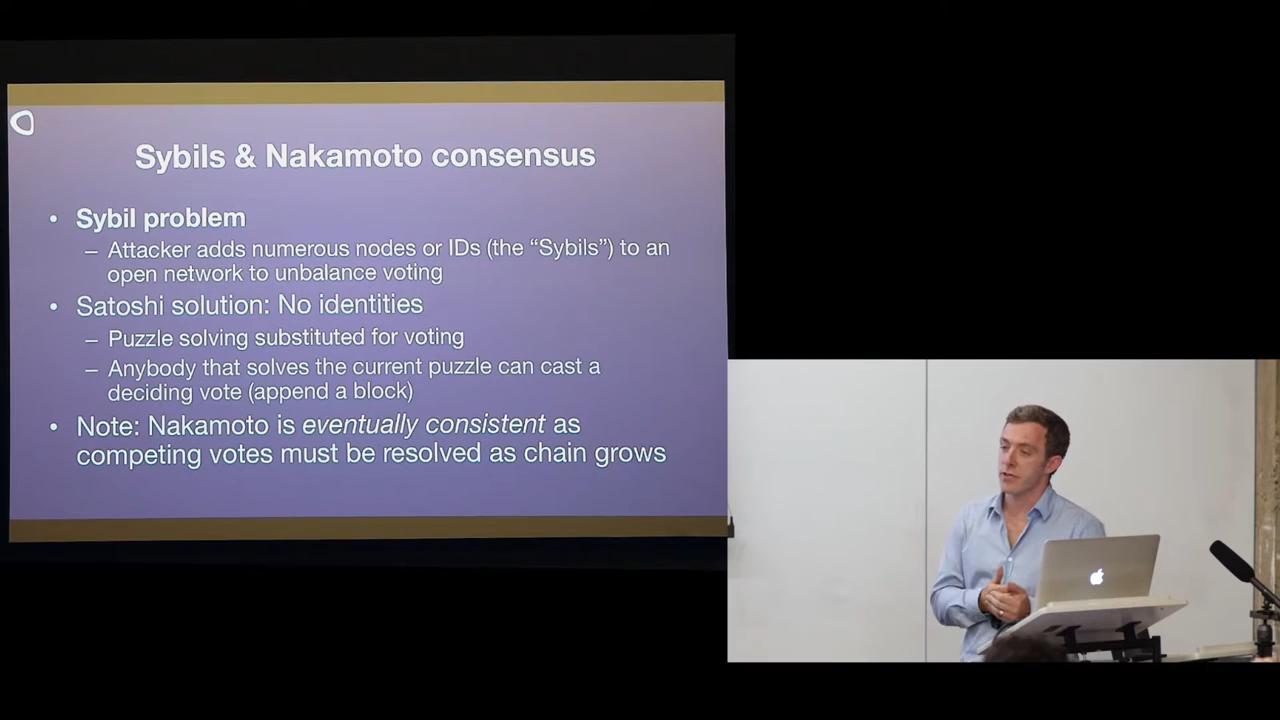 Sybils & Nakamoto consensus
• Sybil problem
– Attacker adds numerous nodes or IDs (the “Sybils”) to an
open network to unbalance voting
• Satoshi solution: No identities
– Puzzle solving substituted for voting
– Anybody that solves the current puzzle can cast a
deciding vote (append a block)
• Note: Nakamoto is eventually consistent as
competing votes must be resolved as chain grows